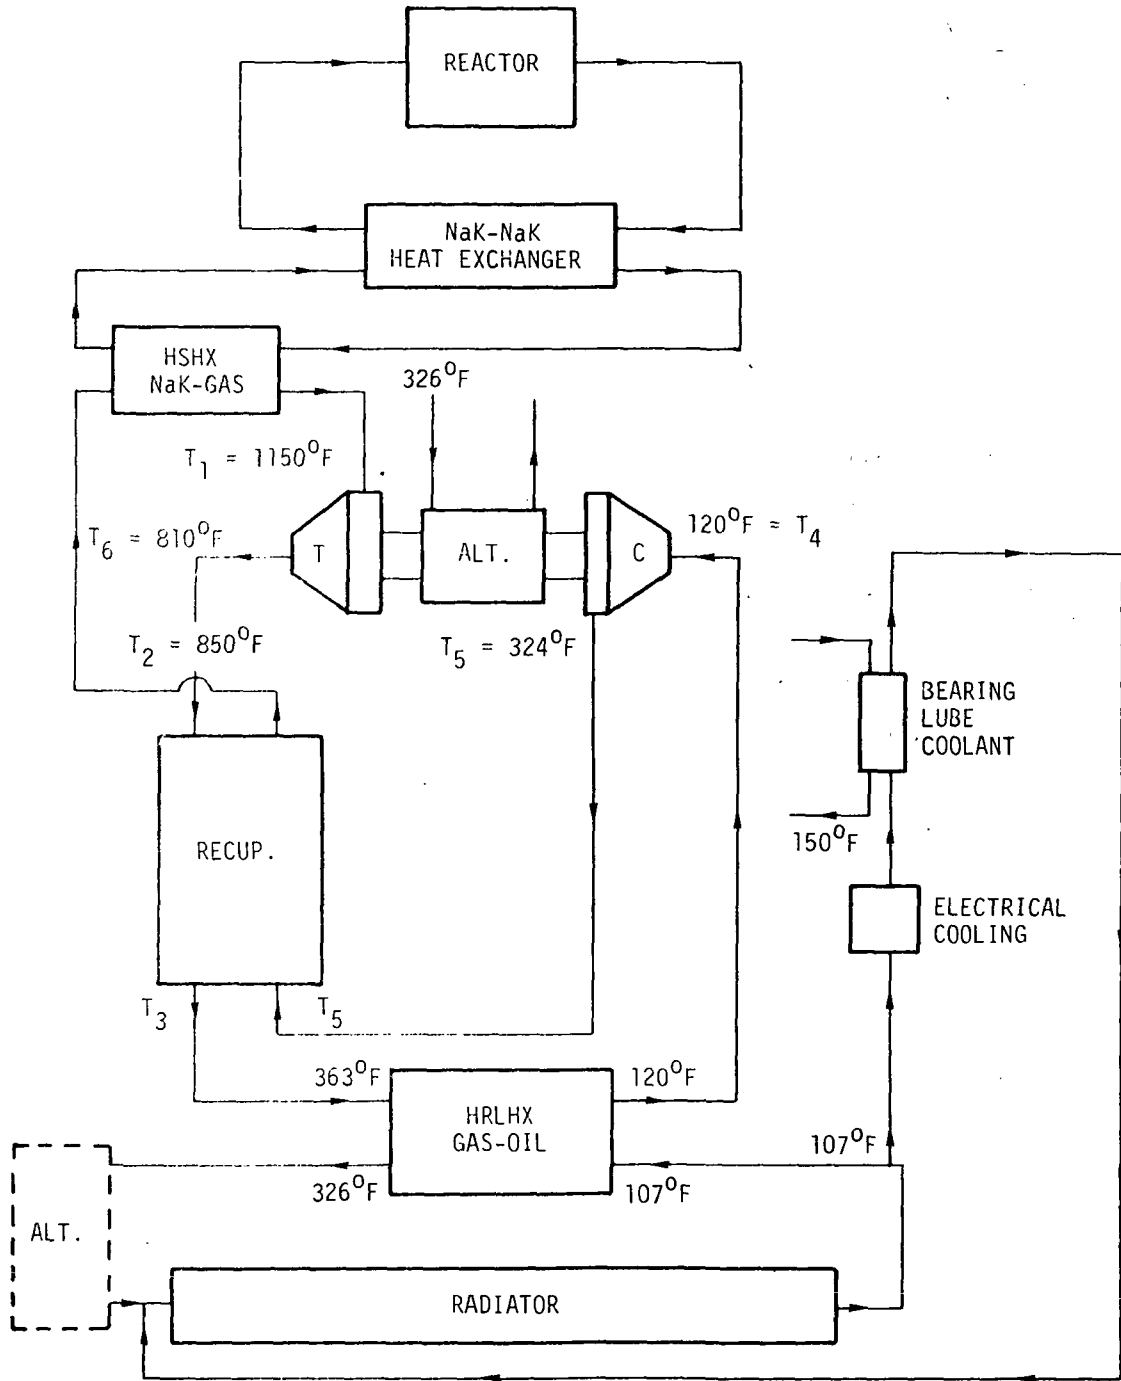 REACTOR
NaK-NaK
HEAT EXCHANGER
HSHX
NaK-GAS
326°F
T₁ = 1150°F
T₆ = 810°F
T
ALT.
C
120°F = T₄
T₂ = 850°F
T₅ = 324°F
BEARING
LUBE
COOLANT
150°F
RECUP.
ELECTRICAL
COOLING
T₃
T₅
363°F
120°F
HRLHX
GAS-OIL
107°F
326°F
107°F
ALT.
RADIATOR